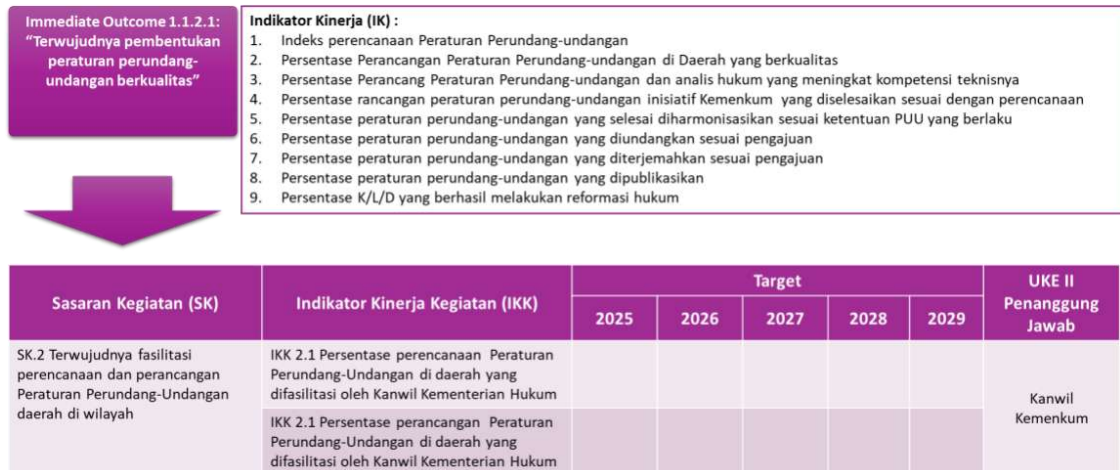 Immediate Outcome 1.1.2.1:
“Terwujudnya pembentukan
peraturan perundang-
undangan berkualitas”
Indikator Kinerja (IK) :
1. Indeks perencanaan Peraturan Perundang-undangan
2. Persentase Perancangan Peraturan Perundang-undangan di Daerah yang berkualitas
3. Persentase Perancang Peraturan Perundang-undangan dan analis hukum yang meningkat kompetensi teknisnya
4. Persentase rancangan peraturan perundang-undangan inisiatif Kemenkum yang diselesaikan sesuai dengan perencanaan
5. Persentase peraturan perundang-undangan yang selesai diharmonisasikan sesuai ketentuan PUU yang berlaku
6. Persentase peraturan perundang-undangan yang diundangkan sesuai pengajuan
7. Persentase peraturan perundang-undangan yang diterjemahkan sesuai pengajuan
8. Persentase peraturan perundang-undangan yang dipublikasikan
9. Persentase K/L/D yang berhasil melakukan reformasi hukum
Sasaran Kegiatan (SK)
Indikator Kinerja Kegiatan (IKK)
Target
2025 2026 2027 2028 2029
UKE II
Penanggung
Jawab
SK.2 Terwujudnya fasilitasi
perencanaan dan perancangan
Peraturan Perundang-Undangan
daerah di wilayah
IKK 2.1 Persentase perencanaan Peraturan
Perundang-Undangan di daerah yang
difasilitasi oleh Kanwil Kementerian Hukum
IKK 2.1 Persentase perancangan Peraturan
Perundang-Undangan di daerah yang
difasilitasi oleh Kanwil Kementerian Hukum
Kanwil
Kemenkum